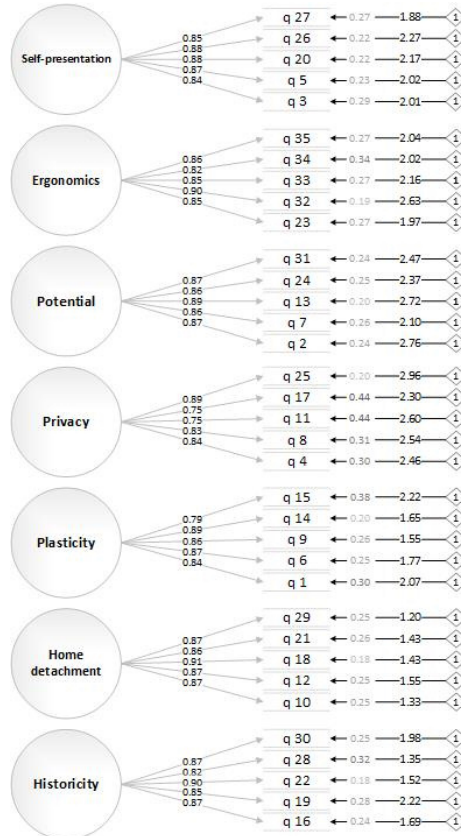 Self-presentation
0.85 q 27 0.27 1.88 1
0.88 q 26 0.22 2.27 1
0.88 q 20 0.22 2.17 1
0.87 q 5 0.23 2.02 1
0.84 q 3 0.29 2.01 1
Ergonomics
0.86 q 35 0.27 2.04 1
0.82 q 34 0.34 2.02 1
0.85 q 33 0.27 2.16 1
0.90 q 32 0.19 2.63 1
0.85 q 23 0.27 1.97 1
Potential
0.87 q 31 0.24 2.47 1
0.86 q 24 0.25 2.37 1
0.89 q 13 0.20 2.72 1
0.86 q 7 0.26 2.10 1
0.87 q 2 0.24 2.76 1
Privacy
0.89 q 25 0.20 2.96 1
0.75 q 17 0.44 2.30 1
0.75 q 11 0.44 2.60 1
0.83 q 8 0.31 2.54 1
0.84 q 4 0.30 2.46 1
Plasticity
0.79 q 15 0.38 2.22 1
0.89 q 14 0.20 1.65 1
0.86 q 9 0.26 1.55 1
0.87 q 6 0.25 1.77 1
0.84 q 1 0.30 2.07 1
Home
detachment
0.87 q 29 0.25 1.20 1
0.86 q 21 0.26 1.43 1
0.91 q 18 0.18 1.43 1
0.87 q 12 0.25 1.55 1
0.87 q 10 0.25 1.33 1
Historicity
0.87 q 30 0.25 1.98 1
0.82 q 28 0.32 1.35 1
0.90 q 22 0.18 1.52 1
0.85 q 19 0.28 2.22 1
0.87 q 16 0.24 1.69 1